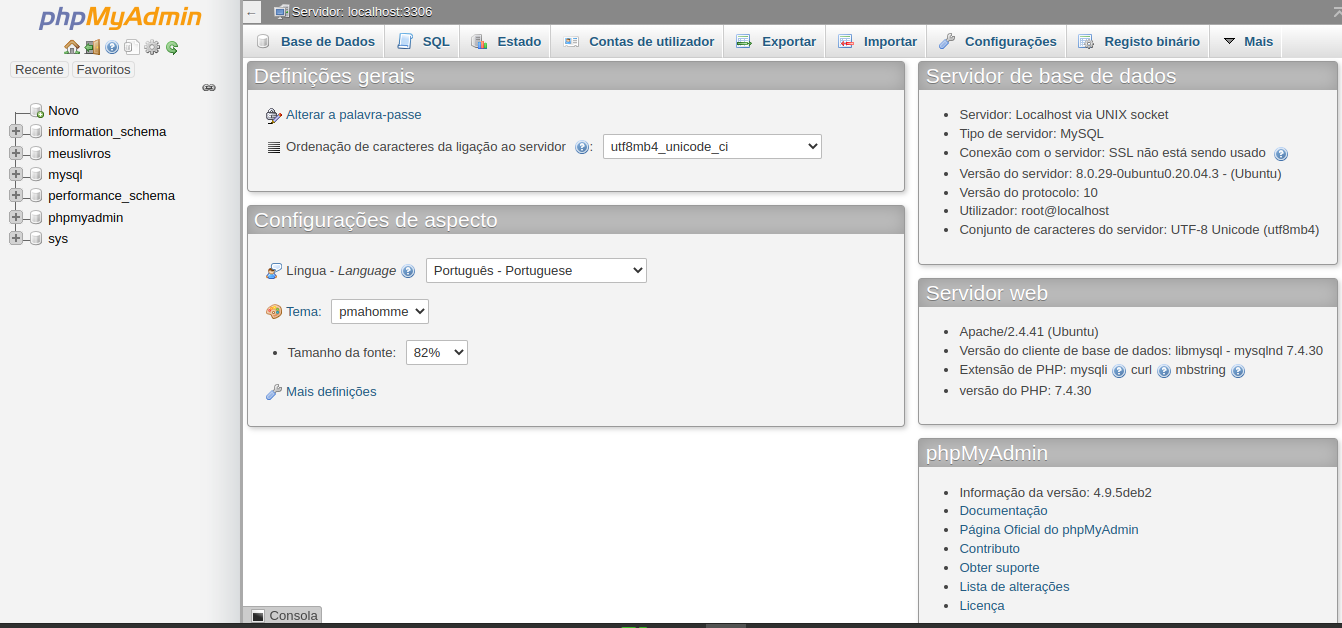 phpMyAdmin
Recente Favoritos
Novo
information_schema
meuslivros
mysql
performance_schema
phpmyadmin
sys
Servidor: localhost:3306
Base de Dados SQL Estado Contas de utilizador Exportar Importar Configurações Registo binário Mais
Definições gerais
Alterar a palavra-passe
Ordenação de caracteres da ligação ao servidor : utf8mb4_unicode_ci
Configurações de aspecto
Língua - Language Português - Portuguese
Tema: pmahomme
Tamanho da fonte: 82%
Mais definições
Servidor de base de dados
Servidor: Localhost via UNIX socket
Tipo de servidor: MySQL
Conexão com o servidor: SSL não está sendo usado
Versão do servidor: 8.0.29-0ubuntu0.20.04.3 - (Ubuntu)
Versão do protocolo: 10
Utilizador: root@localhost
Conjunto de caracteres do servidor: UTF-8 Unicode (utf8mb4)
Servidor web
Apache/2.4.41 (Ubuntu)
Versão do cliente de base de dados: libmysql - mysqlnd 7.4.30
Extensão de PHP: mysqli curl mbstring
versão do PHP: 7.4.30
phpMyAdmin
Informação da versão: 4.9.5deb2
Documentação
Página Oficial do phpMyAdmin
Contributo
Obter suporte
Lista de alterações
Licença
Consola